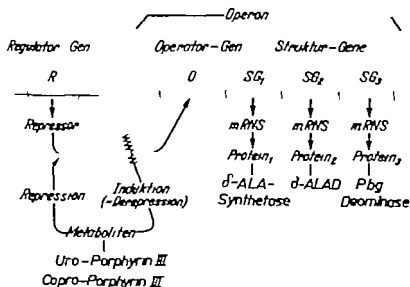 Operon
Regulator Gen Operator-Gen Struktur-Gene
R O SG₁ SG₂ SG₃
Repressor mRNS mRNS mRNS
Protein₁ Protein₂ Protein₃
Repression Induktion δ-ALA- δ-ALAD Pbg
(-Derepression) Synthetase Deaminase
Metaboliten
Uro-Porphyrin III
Copro-Porphyrin III